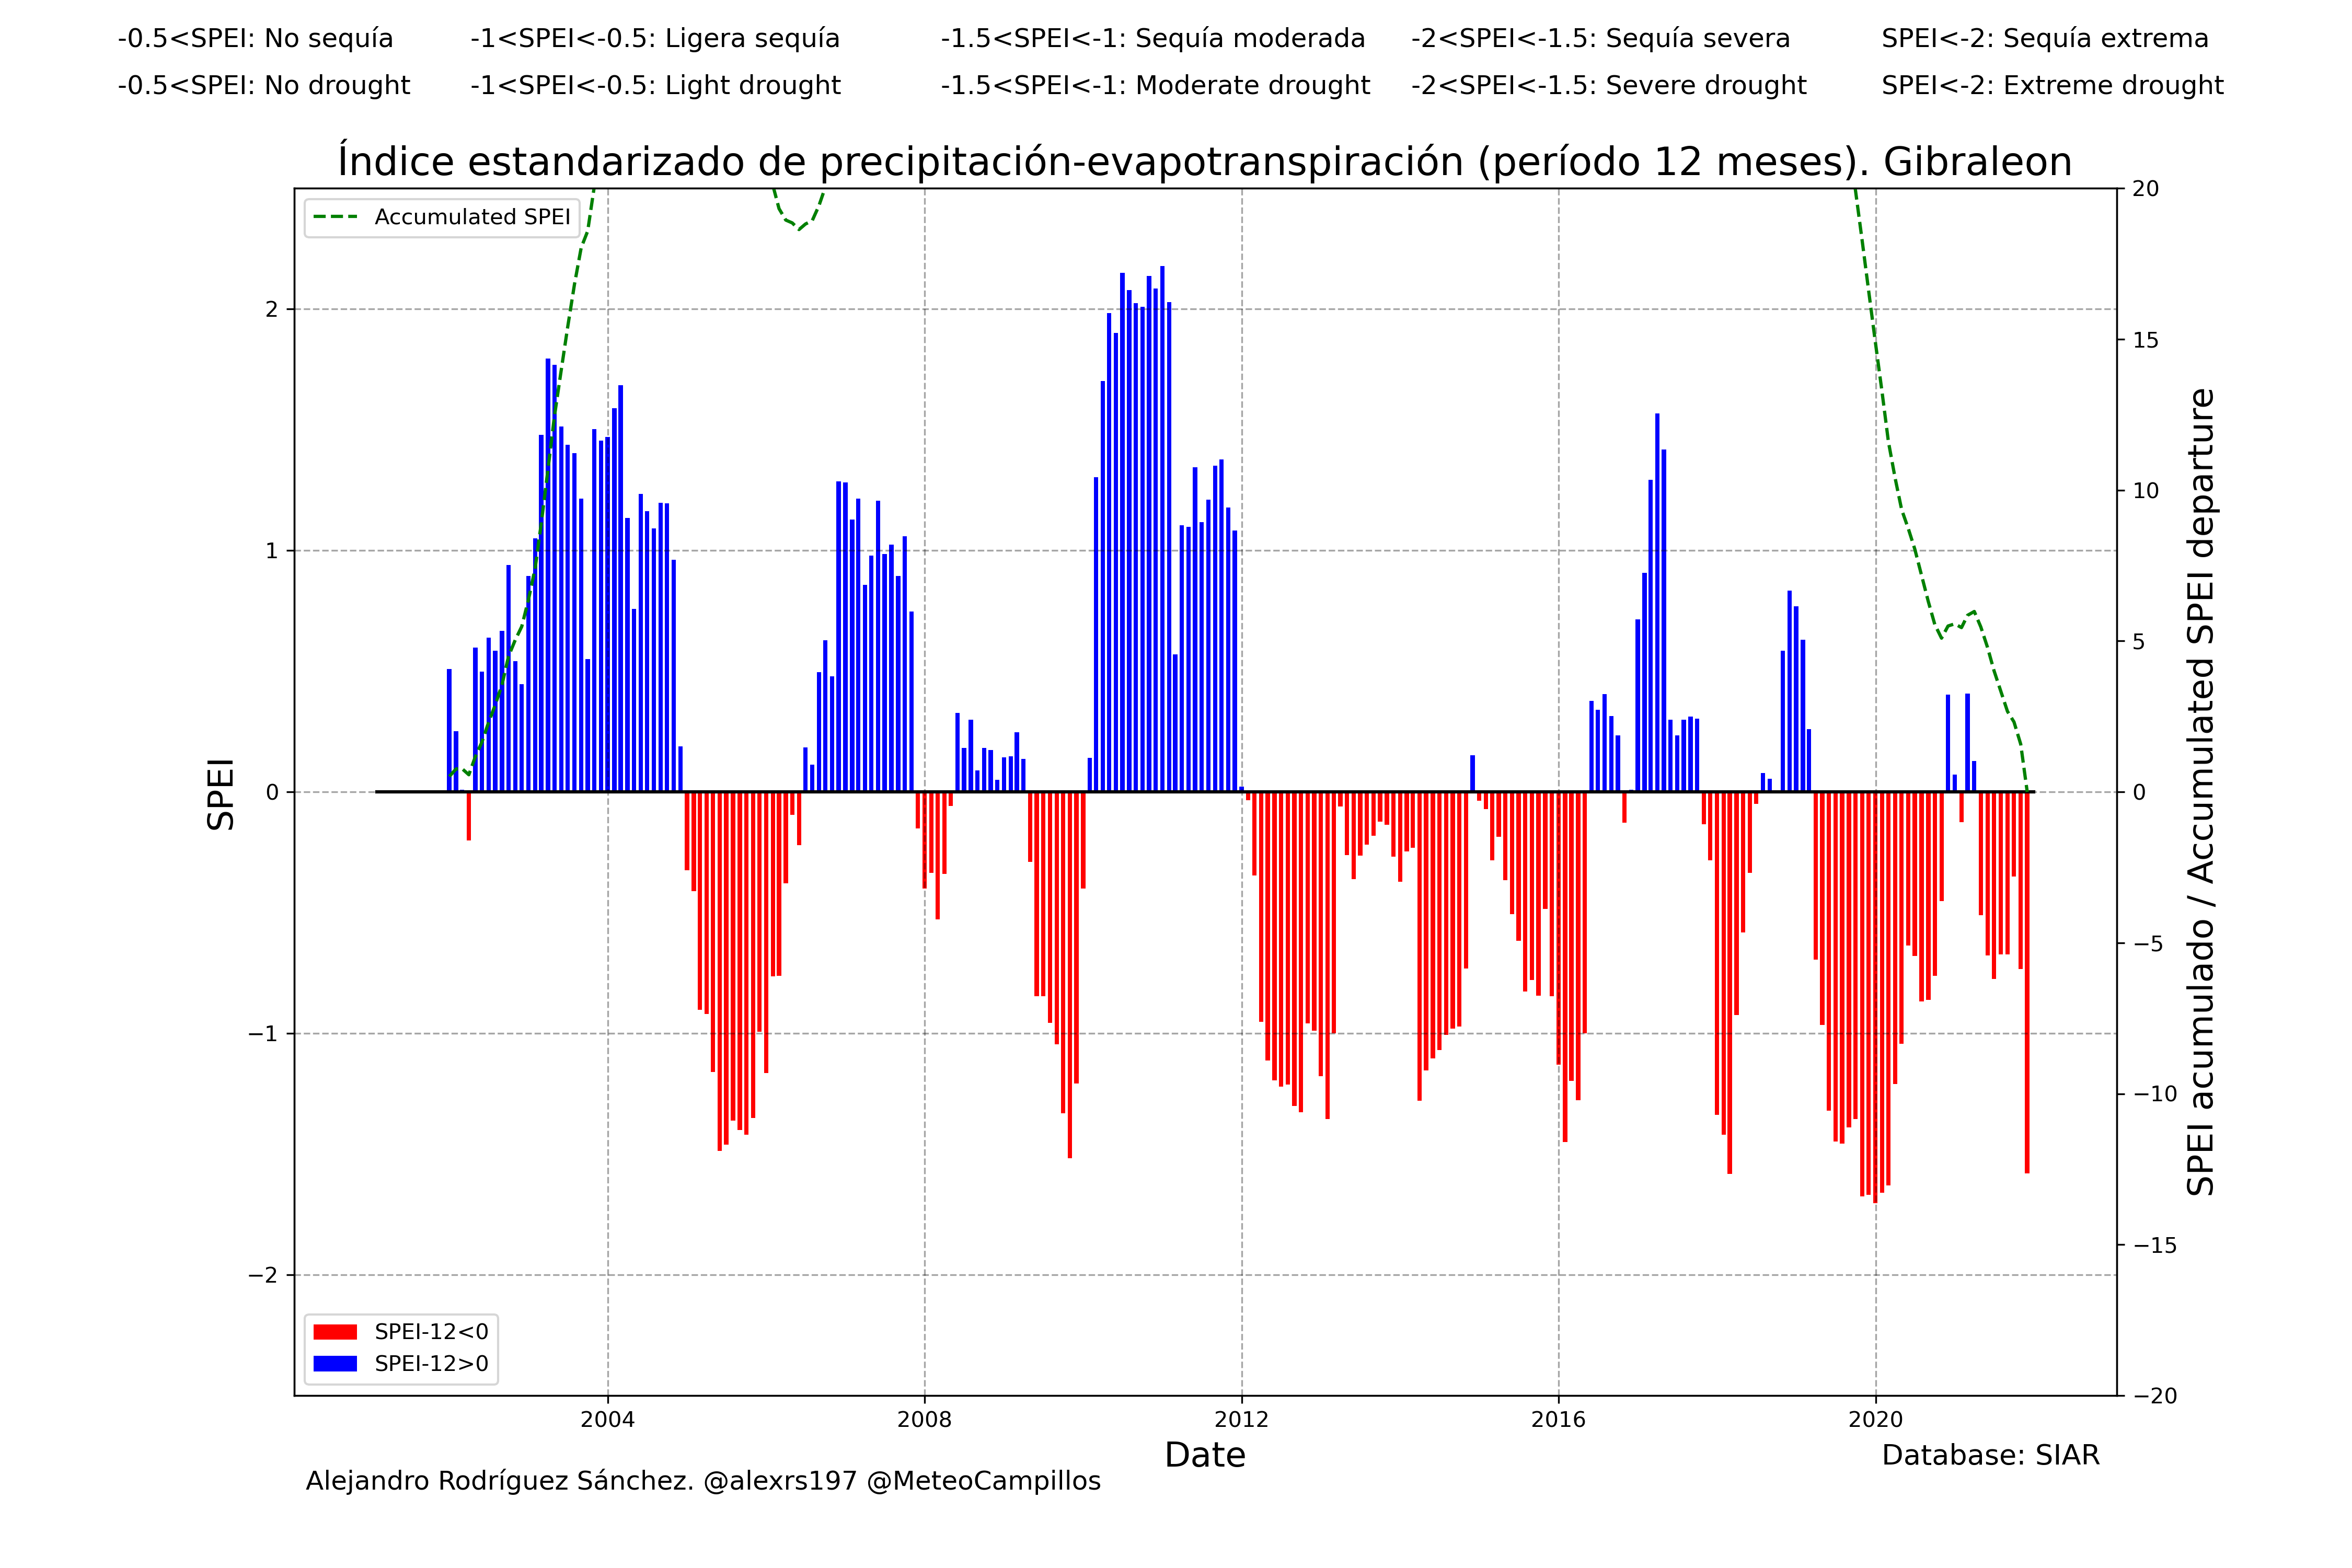 -0.5<SPEI: No sequía
-1<SPEI<-0.5: Ligera sequía
-1.5<SPEI<-1: Sequía moderada
-2<SPEI<-1.5: Sequía severa
SPEI<-2: Sequía extrema
-0.5<SPEI: No drought
-1<SPEI<-0.5: Light drought
-1.5<SPEI<-1: Moderate drought
-2<SPEI<-1.5: Severe drought
SPEI<-2: Extreme drought
Índice estandarizado de precipitación-evapotranspiración (período 12 meses). Gibraleon
Accumulated SPEI
SPEI
2
1
0
−1
−2
20
15
10
5
0
−5
−10
−15
−20
SPEI acumulado / Accumulated SPEI departure
SPEI-12<0
SPEI-12>0
2004
2008
2012
2016
2020
Date
Database: SIAR
Alejandro Rodríguez Sánchez. @alexrs197 @MeteoCampillos